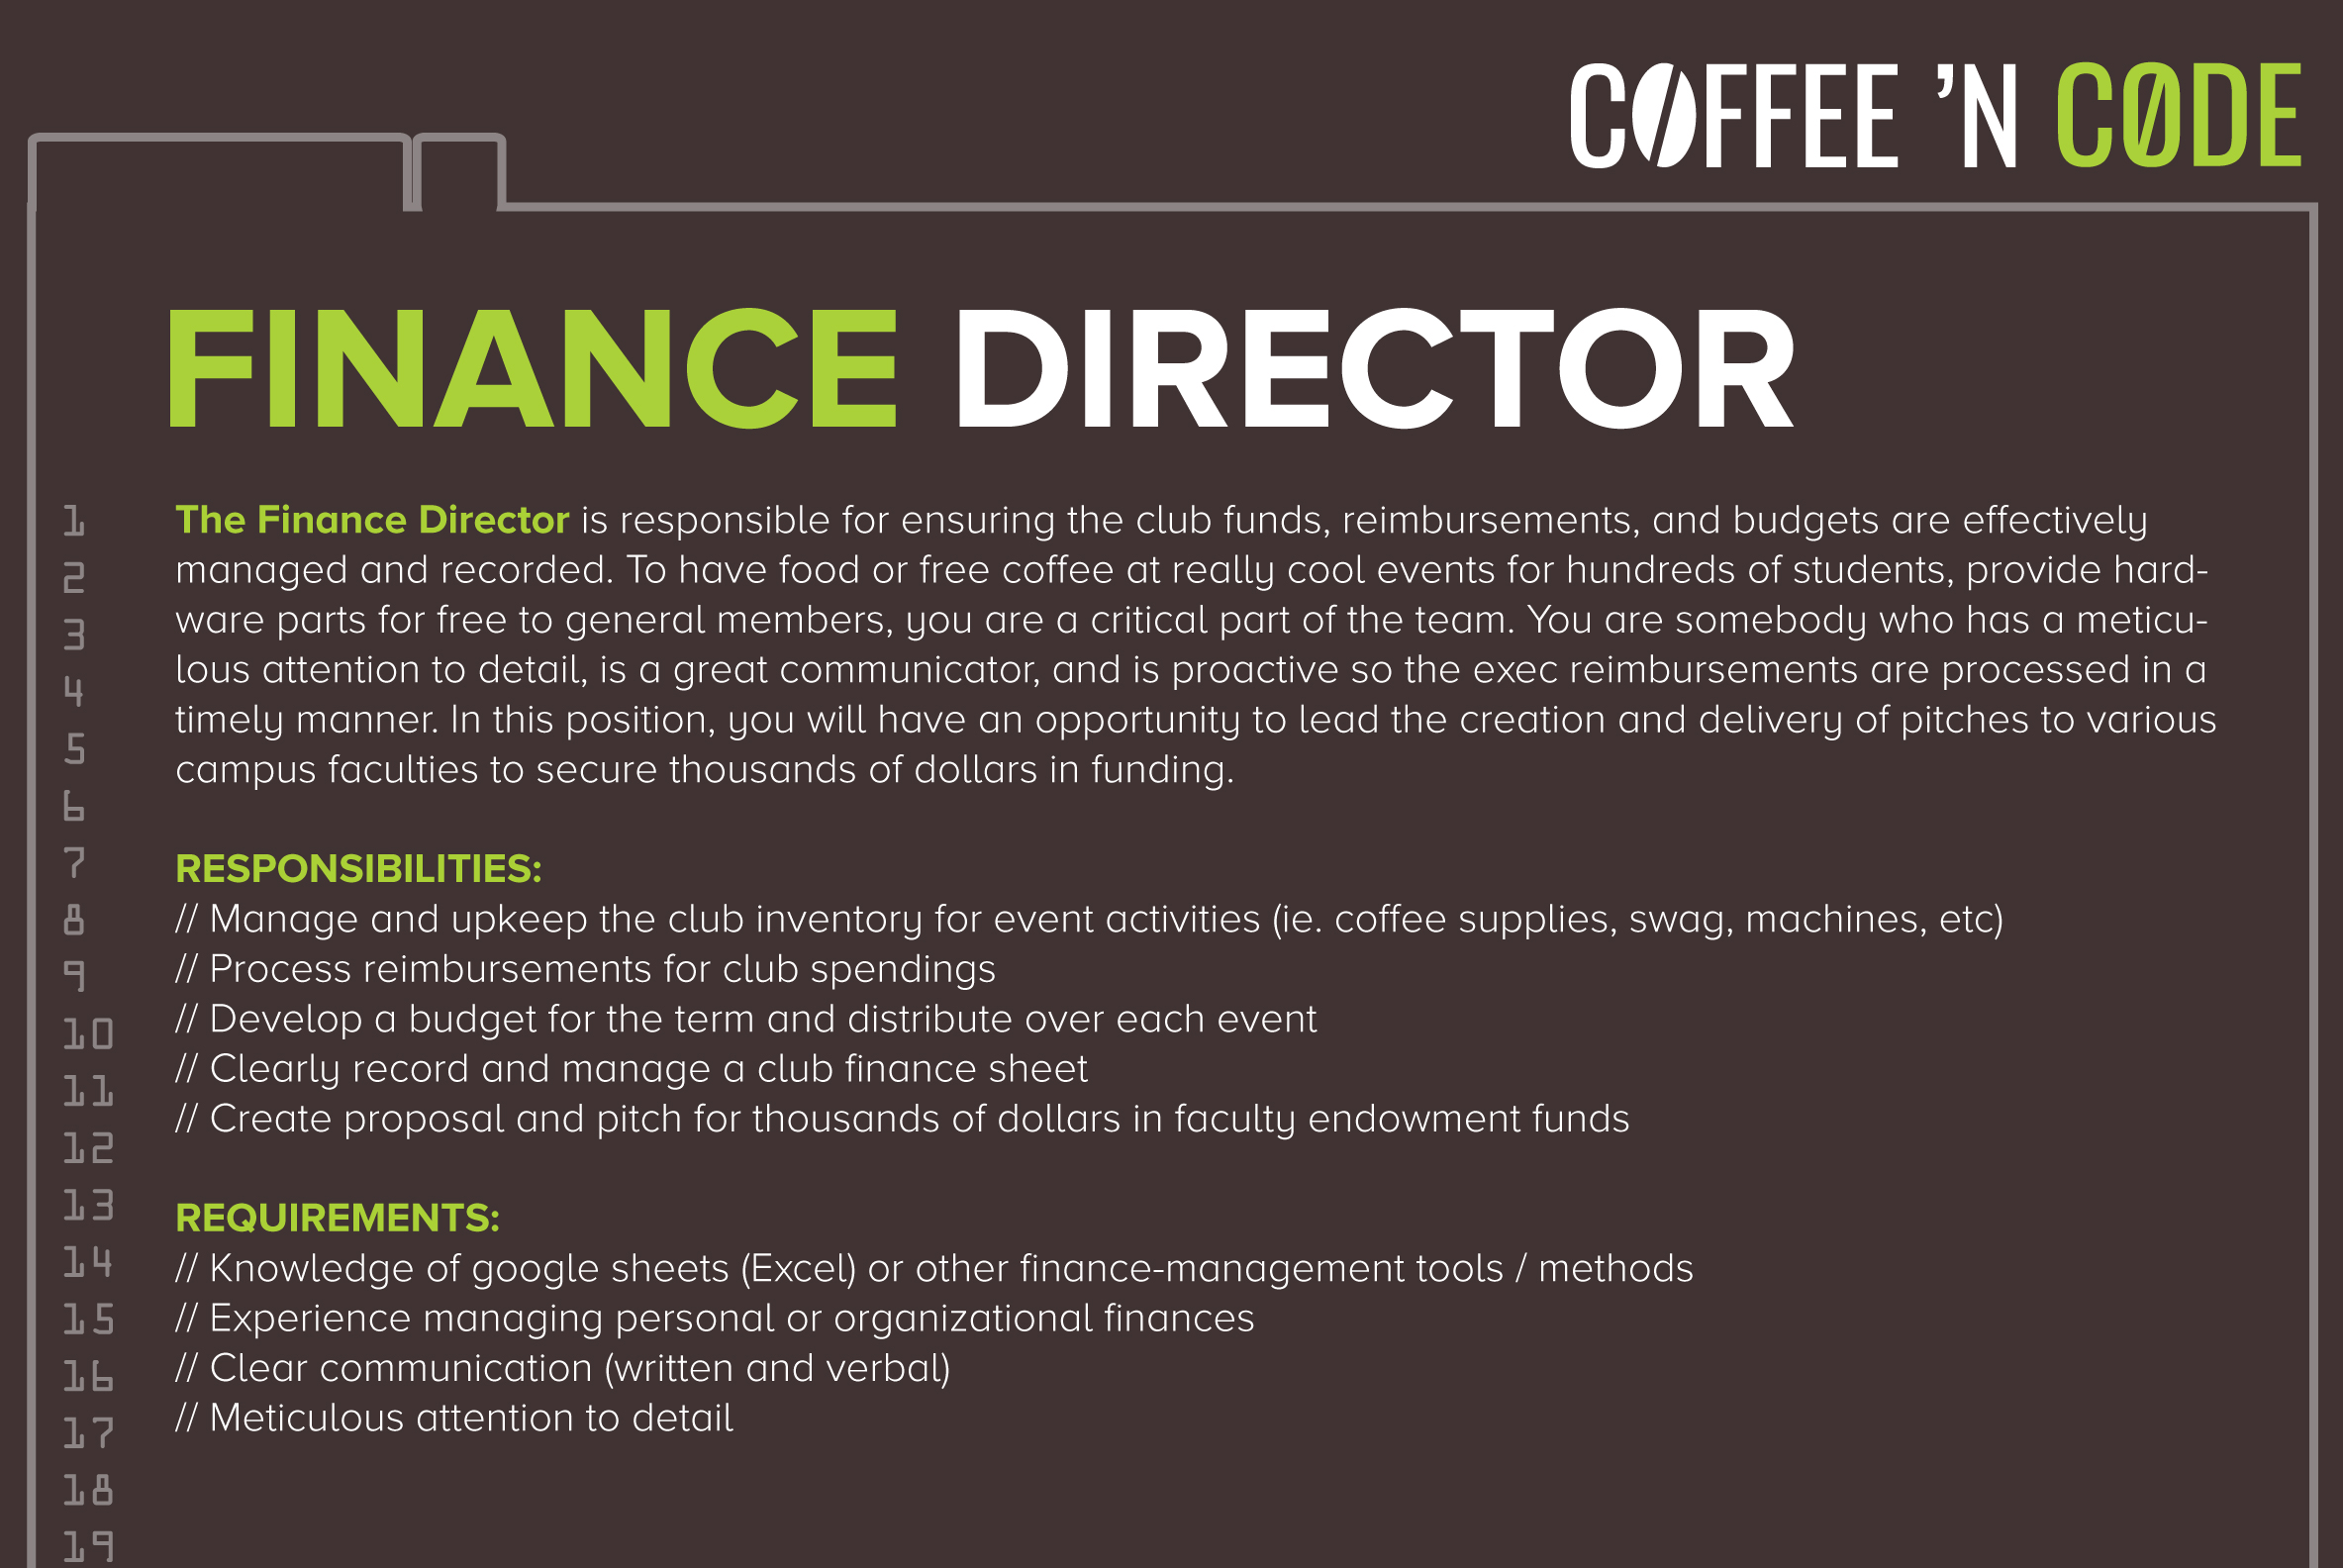 COFFEE 'N CODE
FINANCE DIRECTOR
1
2
3
4
5
6
7
8
9
10
11
12
13
14
15
16
17
18
19
The Finance Director is responsible for ensuring the club funds, reimbursements, and budgets are effectively
managed and recorded. To have food or free coffee at really cool events for hundreds of students, provide hard-
ware parts for free to general members, you are a critical part of the team. You are somebody who has a meticu-
lous attention to detail, is a great communicator, and is proactive so the exec reimbursements are processed in a
timely manner. In this position, you will have an opportunity to lead the creation and delivery of pitches to various
campus faculties to secure thousands of dollars in funding.
RESPONSIBILITIES:
// Manage and upkeep the club inventory for event activities (ie. coffee supplies, swag, machines, etc)
// Process reimbursements for club spendings
// Develop a budget for the term and distribute over each event
// Clearly record and manage a club finance sheet
// Create proposal and pitch for thousands of dollars in faculty endowment funds
REQUIREMENTS:
// Knowledge of google sheets (Excel) or other finance-management tools / methods
// Experience managing personal or organizational finances
// Clear communication (written and verbal)
// Meticulous attention to detail